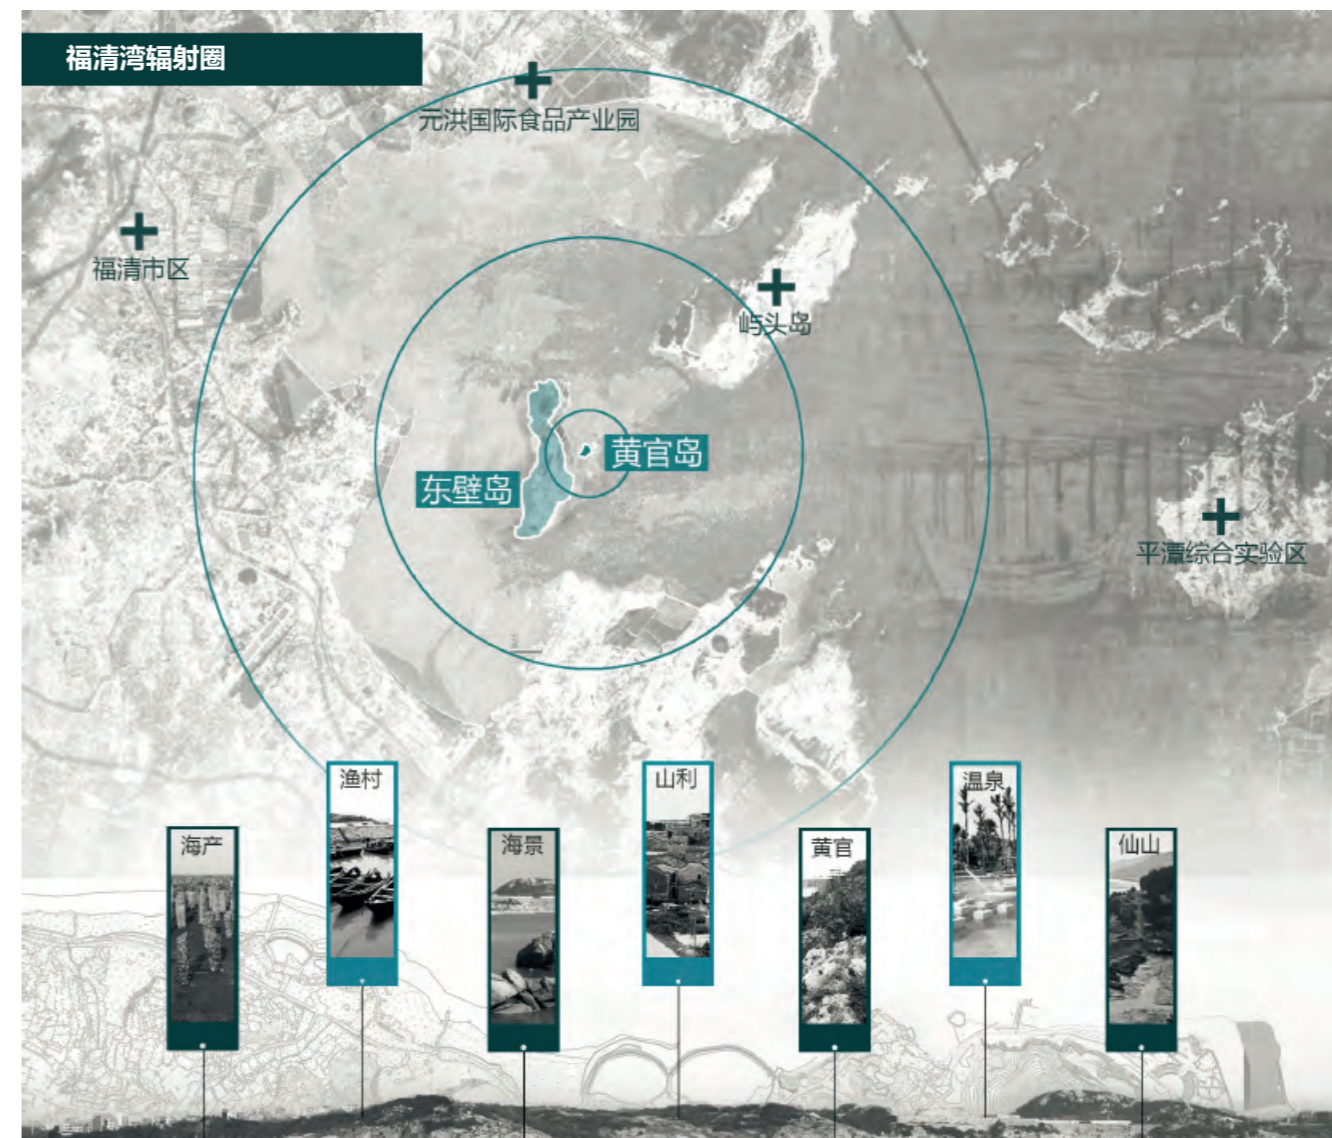 福清湾辐射圈
元洪国际食品产业园
福清市区
屿头岛
黄官岛
东壁岛
平潭综合实验区
渔村
山利
温泉
海产
海景
黄官
仙山